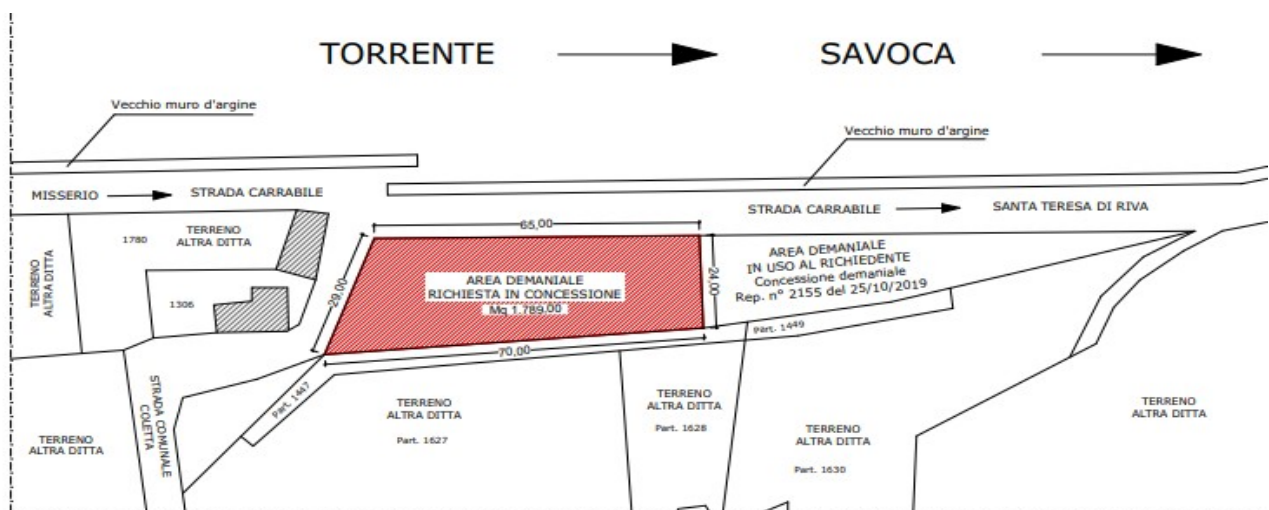 TORRENTE
SAVOCA
Vecchio muro d'argine
Vecchio muro d'argine
MISSERIO
STRADA CARRABILE
STRADA CARRABILE
SANTA TERESA DI RIVA
65,00
1780
TERRENO
ALTRA DITTA
TERRENO
ALTRA DITTA
1306
29,00
AREA DEMANIALE
RICHIESTA IN CONCESSIONE
Mq 1.789,00
24,00
AREA DEMANIALE
IN USO AL RICHIEDENTE
Concessione demaniale
Rep. n° 2155 del 25/10/2019
Part. 1449
70,00
STRADA COMUNALE
COLETTA
Part. 1447
TERRENO
ALTRA DITTA
TERRENO
ALTRA DITTA
Part. 1627
TERRENO
ALTRA DITTA
Part. 1628
TERRENO
ALTRA DITTA
Part. 1630
TERRENO
ALTRA DITTA